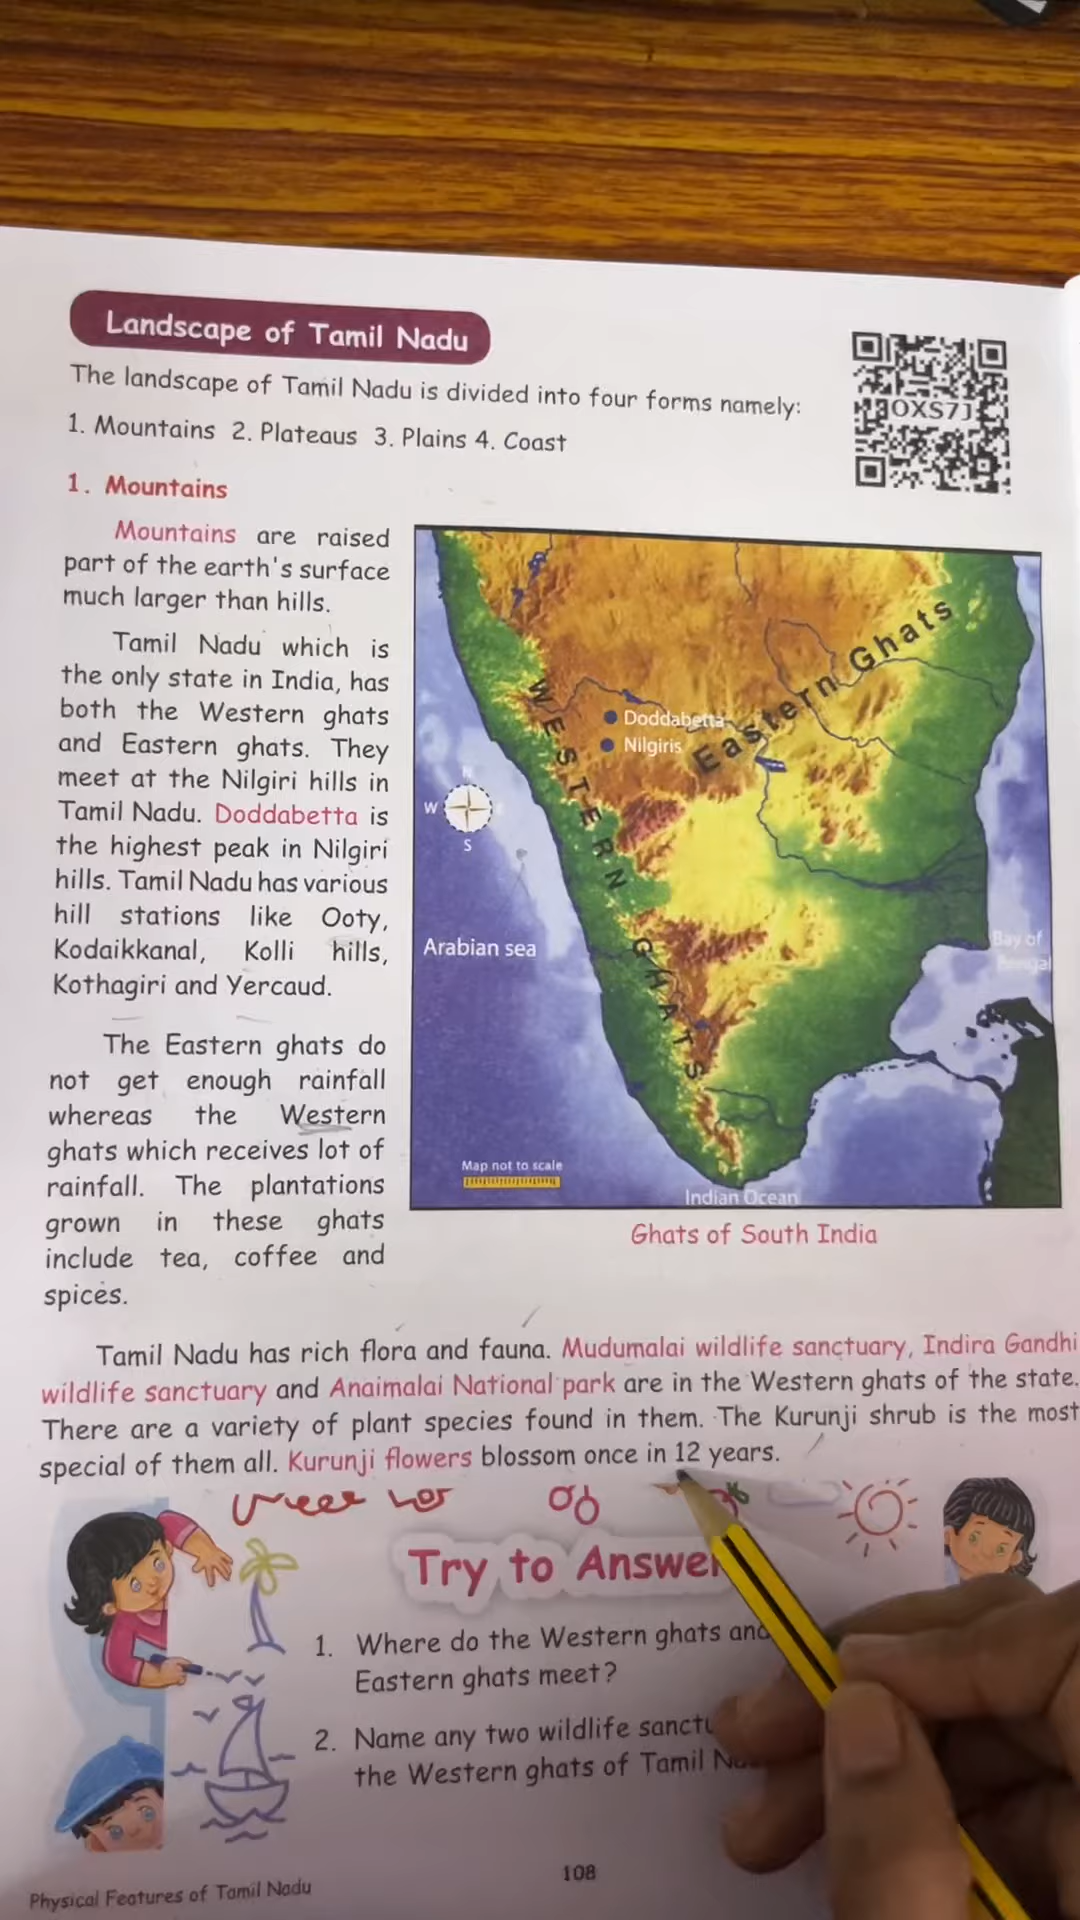 Landscape of Tamil Nadu
The landscape of Tamil Nadu is divided into four forms namely:
1. Mountains 2. Plateaus 3. Plains 4. Coast
OXS7J
1. Mountains
Mountains are raised
part of the earth's surface
much larger than hills.
Tamil Nadu which is
the only state in India, has
both the Western ghats
and Eastern ghats. They
meet at the Nilgiri hills in
Tamil Nadu. Doddabetta is
the highest peak in Nilgiri
hills. Tamil Nadu has various
hill stations like Ooty,
Kodaikkanal, Kolli hills,
Kothagiri and Yercaud.
The Eastern ghats do
not get enough rainfall
whereas the Western
ghats which receives lot of
rainfall. The plantations
grown in these ghats
include tea, coffee and
spices.
Eastern Ghats
WESTERN GHATS
Doddabetta
Nilgiris
N
W
S
Arabian sea
Bay of
Bengal
Map not to scale
Indian Ocean
Ghats of South India
Tamil Nadu has rich flora and fauna. Mudumalai wildlife sanctuary, Indira Gandhi
wildlife sanctuary and Anaimalai National park are in the Western ghats of the state.
There are a variety of plant species found in them. The Kurunji shrub is the most
special of them all. Kurunji flowers blossom once in 12 years.
Try to Answer
1. Where do the Western ghats and
Eastern ghats meet?
2. Name any two wildlife
the Western ghats of Tamil
108
Physical Features of Tamil Nadu